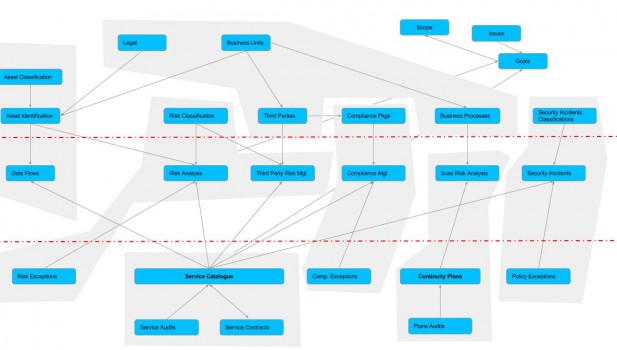 Scope
Issues
Legal
Business Units
Goals
Asset Classification
Asset Identification
Risk Classification
Third Parties
Compliance Pkgs
Business Processes
Security Incidents
Classifications
Data Flows
Risk Analysis
Third Party Risk Mgt
Compliance Mgt
Buss Risk Analysis
Security Incidents
Risk Exceptions
Service Catalogue
Comp. Exceptions
Continuity Plans
Policy Exceptions
Service Audits
Service Contracts
Plans Audits